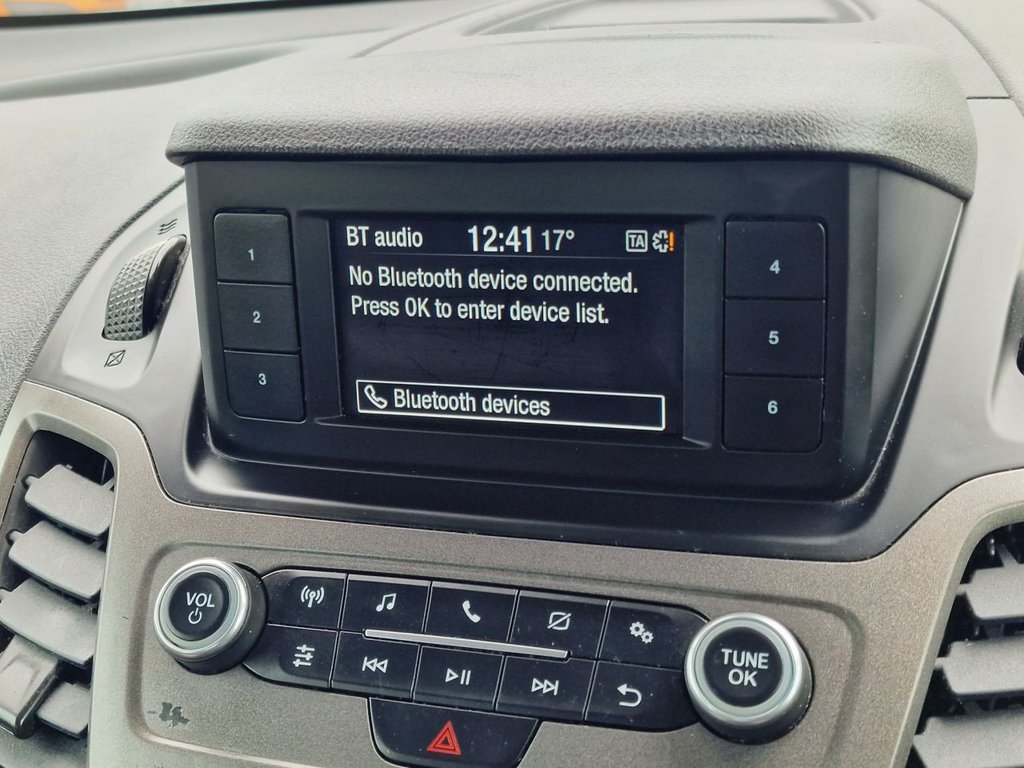 BT audio 12:41 17° TA
No Bluetooth device connected.
Press OK to enter device list.
Bluetooth devices
1
2
3
4
5
6
VOL
TUNE
OK